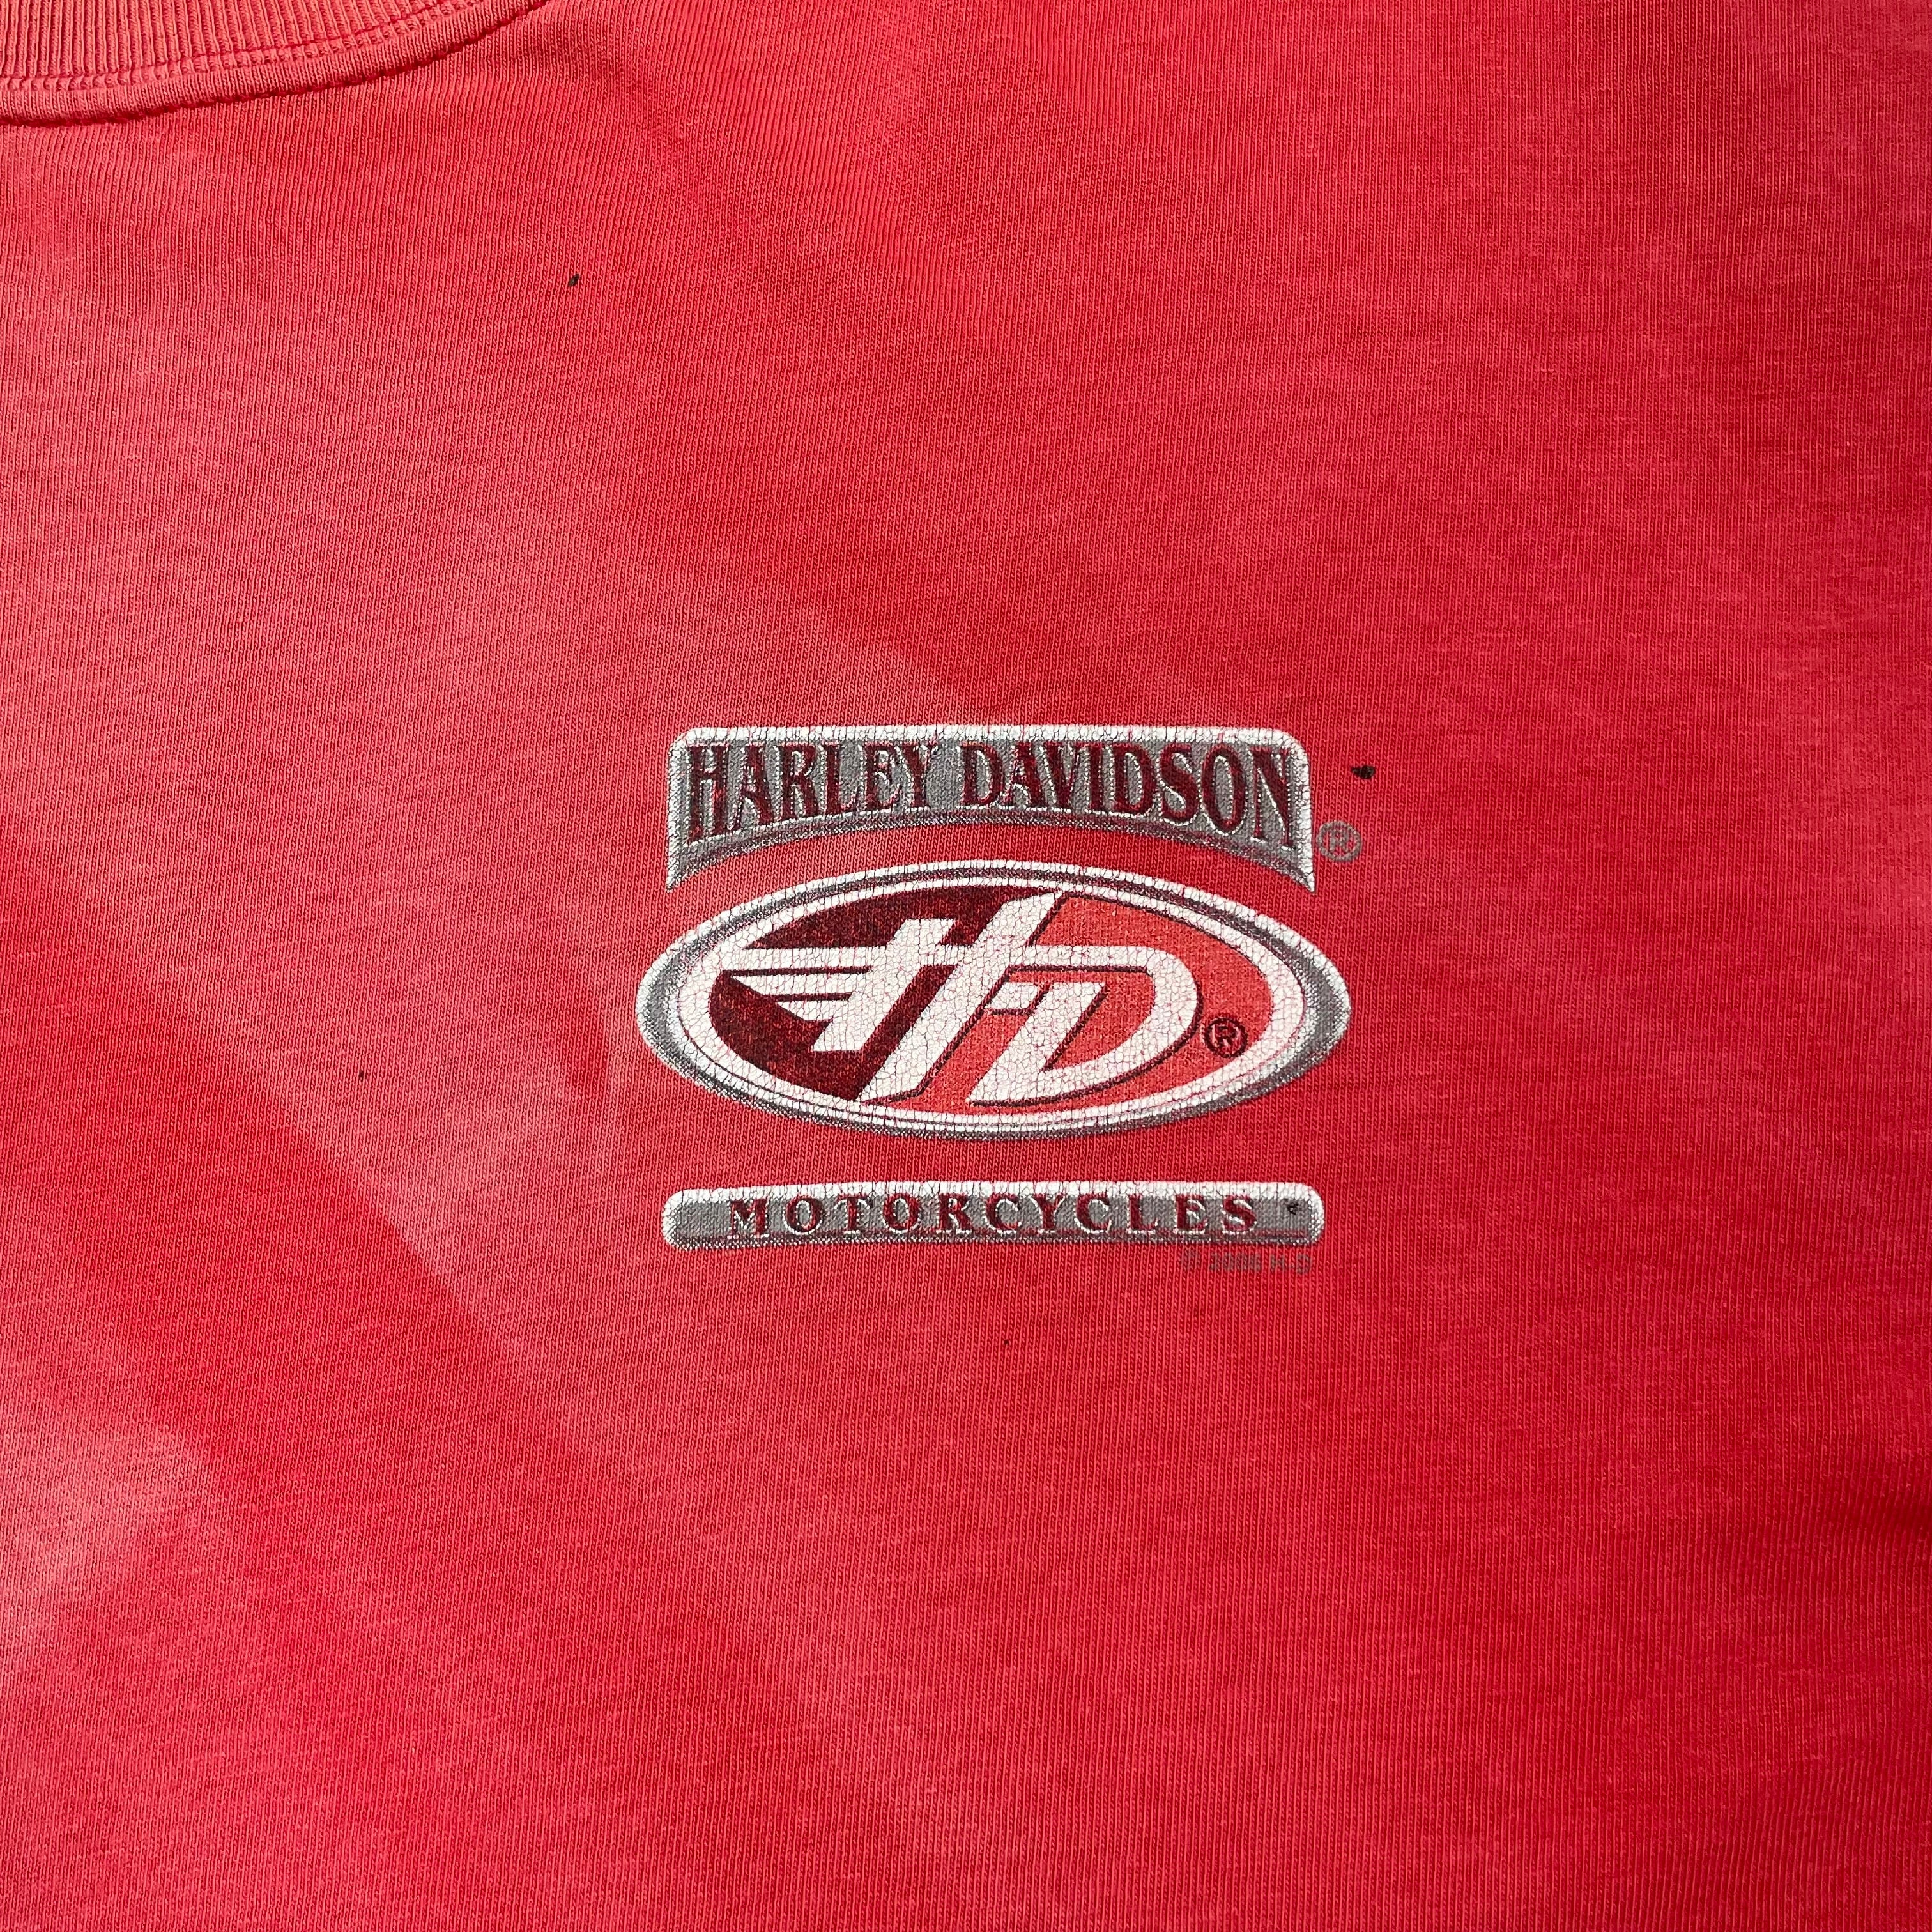 HARLEY DAVIDSON
®
HD
®
MOTORCYCLES
H-D